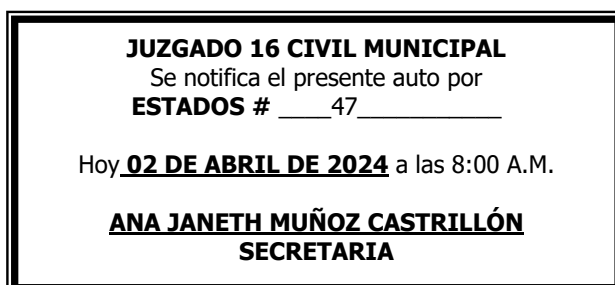 JUZGADO 16 CIVIL MUNICIPAL
Se notifica el presente auto por
ESTADOS # ____47___________
Hoy 02 DE ABRIL DE 2024 a las 8:00 A.M.
ANA JANETH MUÑOZ CASTRILLÓN
SECRETARIA